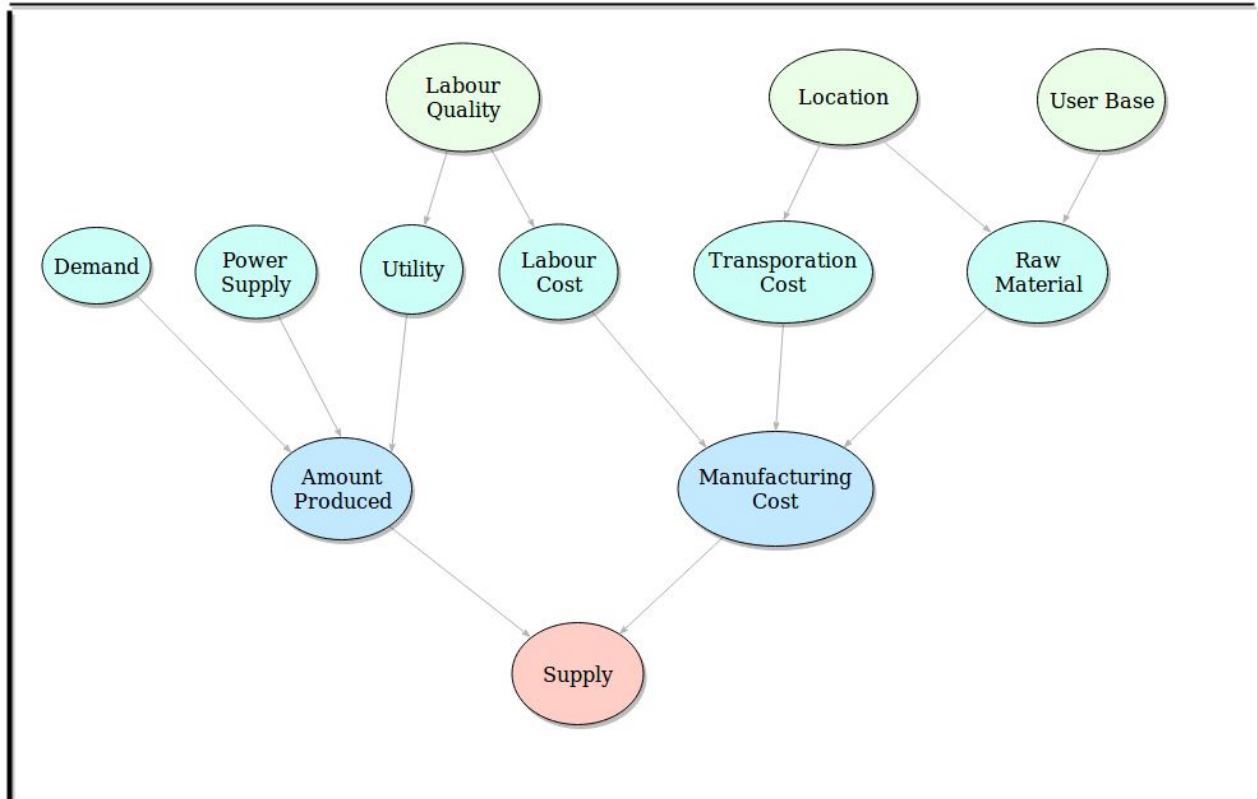 Labour
Quality
Location
User Base
Demand
Power
Supply
Utility
Labour
Cost
Transporation
Cost
Raw
Material
Amount
Produced
Manufacturing
Cost
Supply